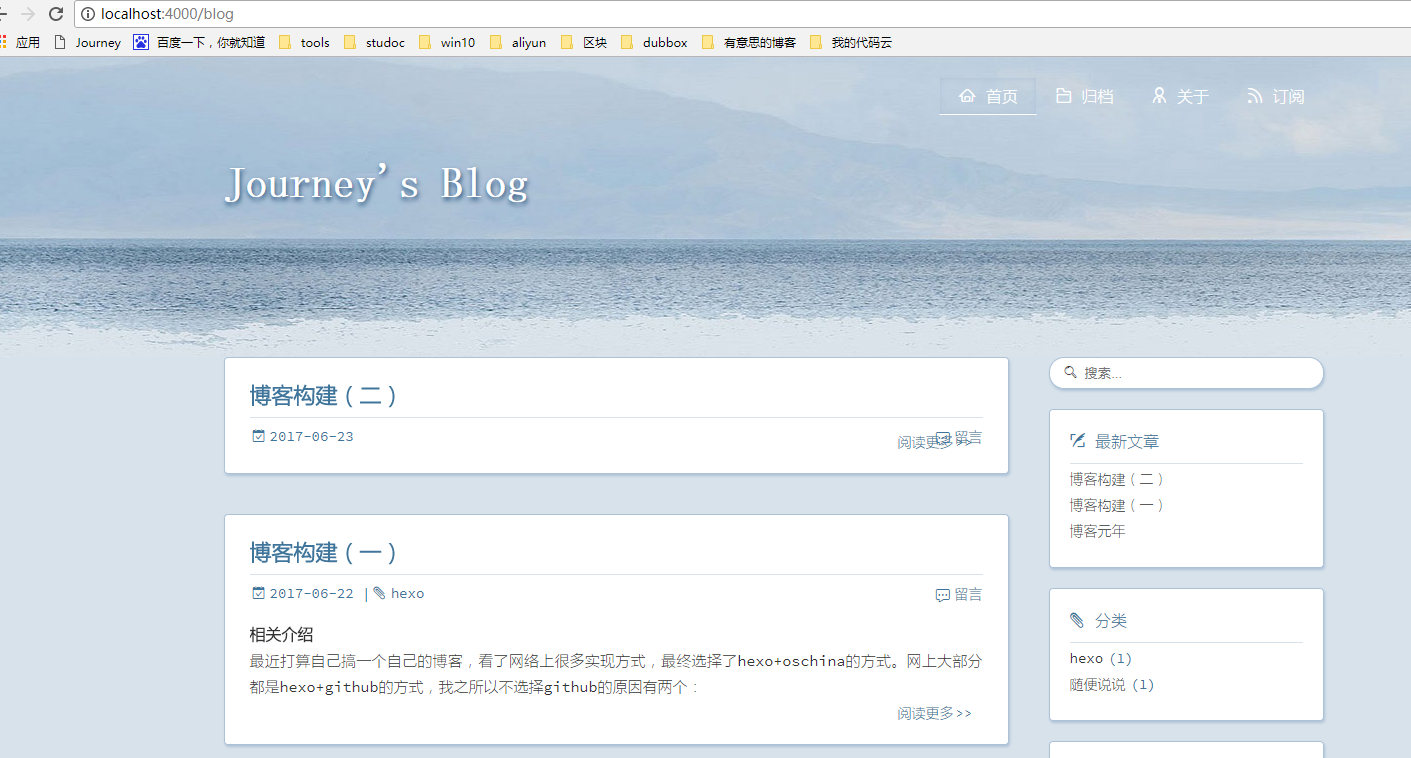 localhost:4000/blog
应用 Journey 百度一下，你就知道 tools studoc win10 aliyun 区块 dubbox 有意思的博客 我的代码云
首页 归档 关于 订阅
Journey's Blog
博客构建（二）
2017-06-23 留言
阅读更多>>
博客构建（一）
2017-06-22 | hexo 留言
相关介绍
最近打算自己搞一个自己的博客，看了网络上很多实现方式，最终选择了hexo+oschina的方式。网上大部分
都是hexo+github的方式，我之所以不选择github的原因有两个：
阅读更多>>
搜索...
最新文章
博客构建（二）
博客构建（一）
博客元年
分类
hexo (1)
随便说说 (1)